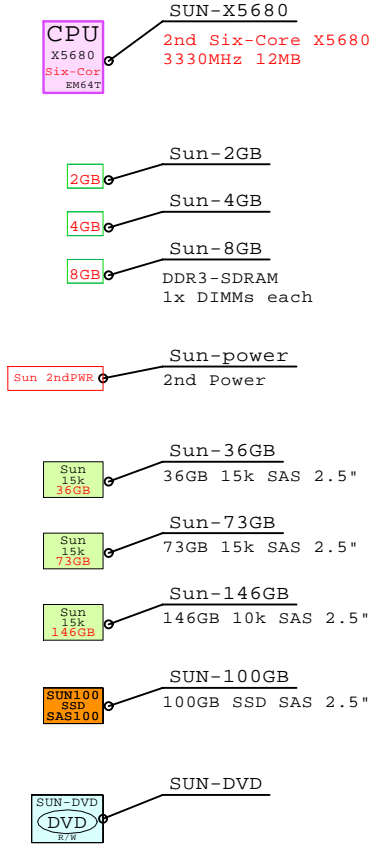 SUN-X5680
CPU
X5680
Six-Cor
EM64T
2nd Six-Core X5680
3330MHz 12MB
Sun-2GB
2GB
Sun-4GB
4GB
Sun-8GB
8GB
DDR3-SDRAM
1x DIMMs each
Sun-power
Sun 2ndPWR
2nd Power
Sun-36GB
Sun
15k
36GB
36GB 15k SAS 2.5"
Sun-73GB
Sun
15k
73GB
73GB 15k SAS 2.5"
Sun-146GB
Sun
15k
146GB
146GB 10k SAS 2.5"
SUN-100GB
SUN100
SSD
SAS100
100GB SSD SAS 2.5"
SUN-DVD
SUN-DVD
DVD
R/W